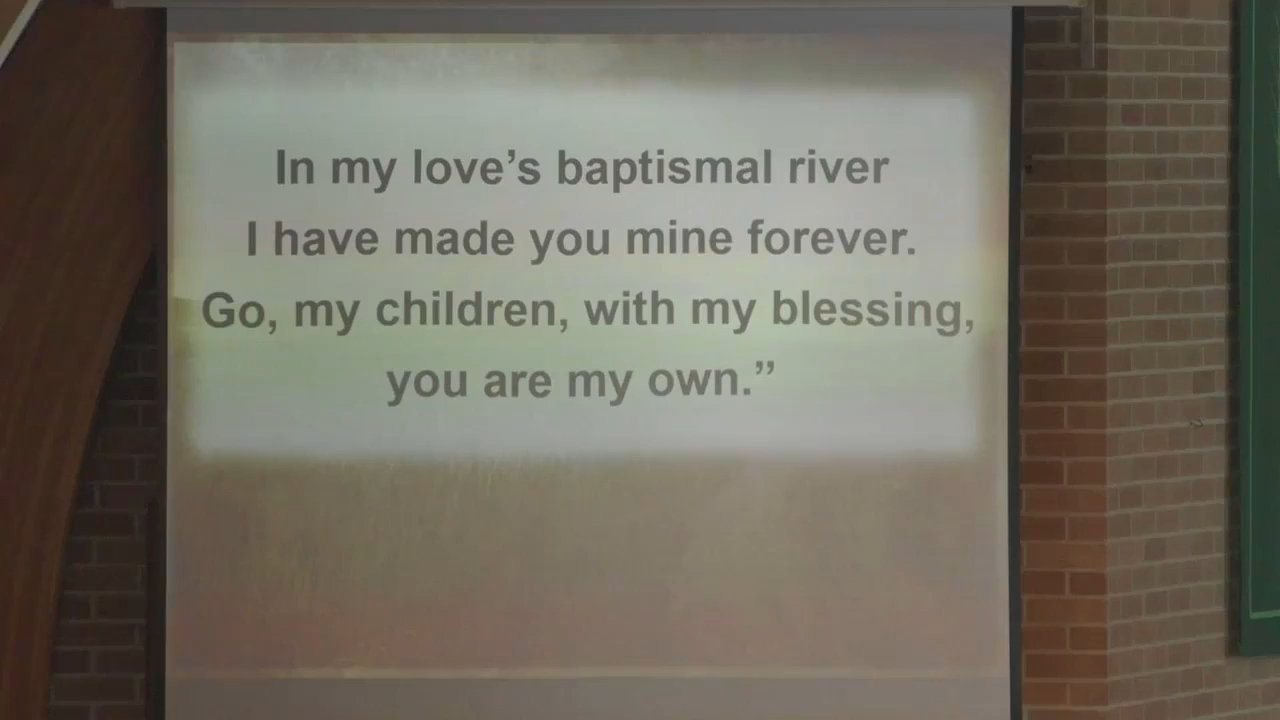 In my love’s baptismal river
I have made you mine forever.
Go, my children, with my blessing,
you are my own.”